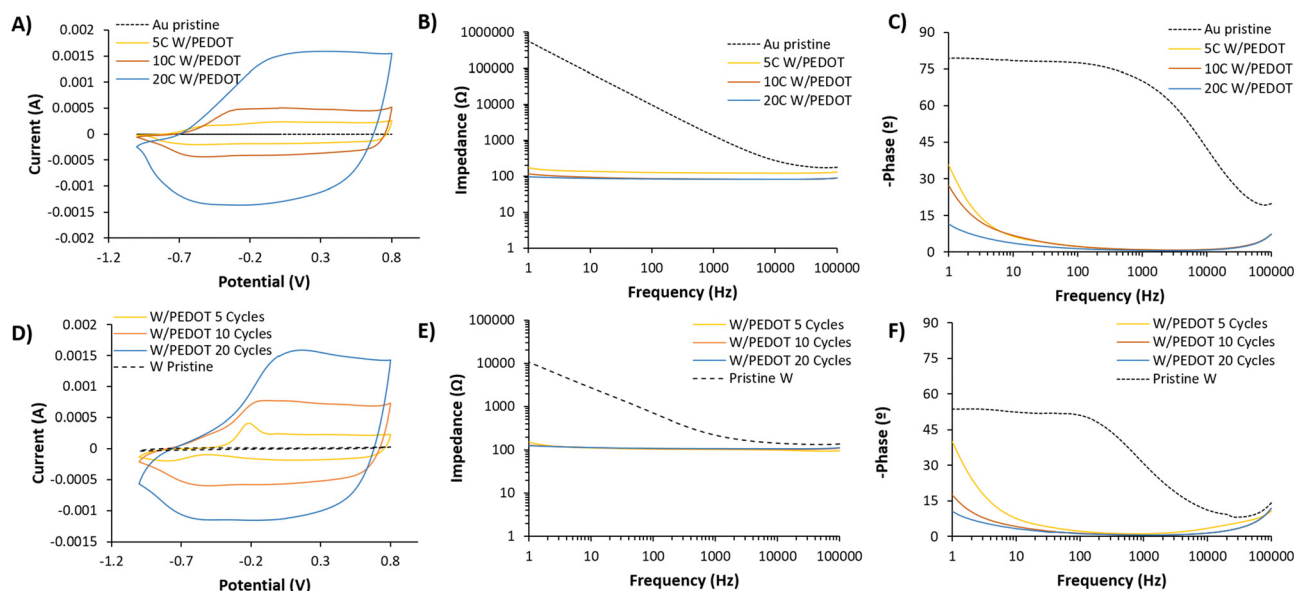 A)
Current (A)
0.002
0.0015
0.001
0.0005
0
-0.0005
-0.001
-0.0015
-0.002
-1.2
-0.7
-0.2
0.3
0.8
Potential (V)
Au pristine
5C W/PEDOT
10C W/PEDOT
20C W/PEDOT
B)
Impedance (Ω)
1000000
100000
10000
1000
100
10
1
1
10
100
1000
10000
100000
Frequency (Hz)
Au pristine
5C W/PEDOT
10C W/PEDOT
20C W/PEDOT
C)
-Phase (º)
90
75
60
45
30
15
0
1
10
100
1000
10000
100000
Frequency (Hz)
Au pristine
5C W/PEDOT
10C W/PEDOT
20C W/PEDOT
D)
Current (A)
0.002
0.0015
0.001
0.0005
0
-0.0005
-0.001
-0.0015
-1.2
-0.7
-0.2
0.3
0.8
Potential (V)
W/PEDOT 5 Cycles
W/PEDOT 10 Cycles
W/PEDOT 20 Cycles
W Pristine
E)
Impedance (Ω)
100000
10000
1000
100
10
1
1
10
100
1000
10000
100000
Frequency (Hz)
W/PEDOT 5 Cycles
W/PEDOT 10 Cycles
W/PEDOT 20 Cycles
Pristine W
F)
-Phase (º)
90
75
60
45
30
15
0
1
10
100
1000
10000
100000
Frequency (Hz)
W/PEDOT 5 Cycles
W/PEDOT 10 Cycles
W/PEDOT 20 Cycles
Pristine W